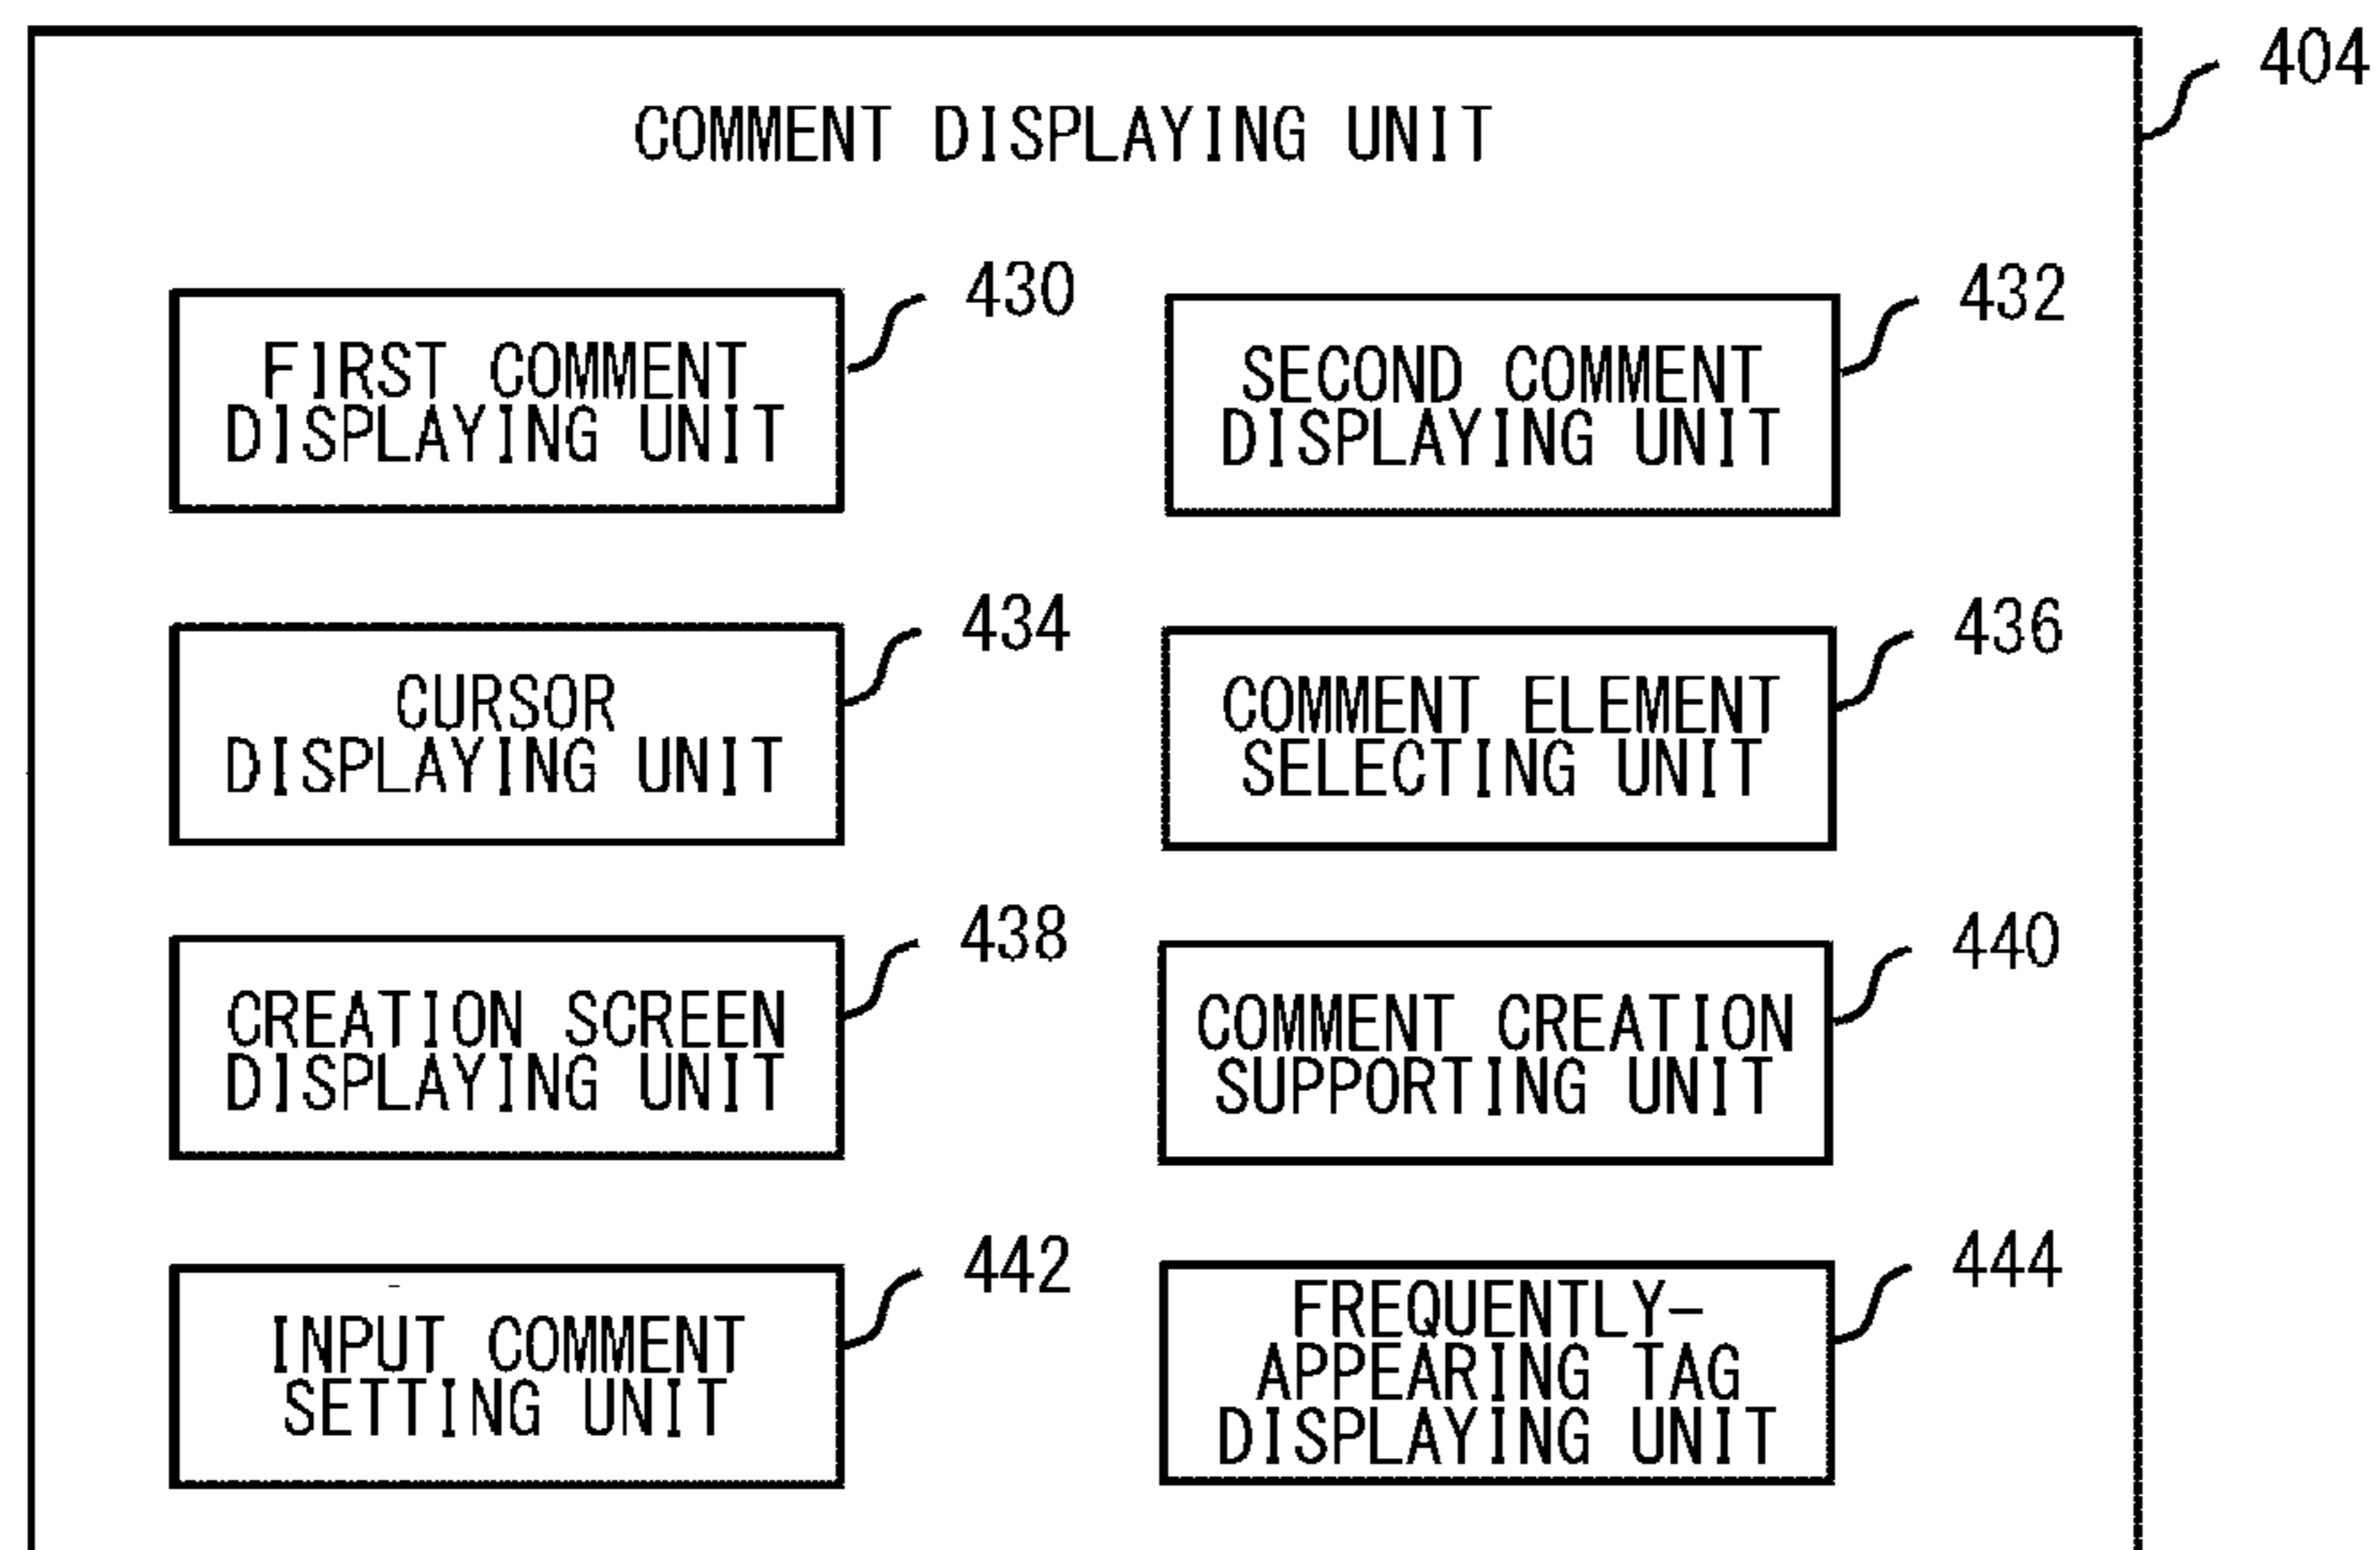 404
COMMENT DISPLAYING UNIT
430
FIRST COMMENT
DISPLAYING UNIT
432
SECOND COMMENT
DISPLAYING UNIT
434
CURSOR
DISPLAYING UNIT
436
COMMENT ELEMENT
SELECTING UNIT
438
CREATION SCREEN
DISPLAYING UNIT
440
COMMENT CREATION
SUPPORTING UNIT
442
INPUT COMMENT
SETTING UNIT
444
FREQUENTLY-
APPEARING TAG
DISPLAYING UNIT